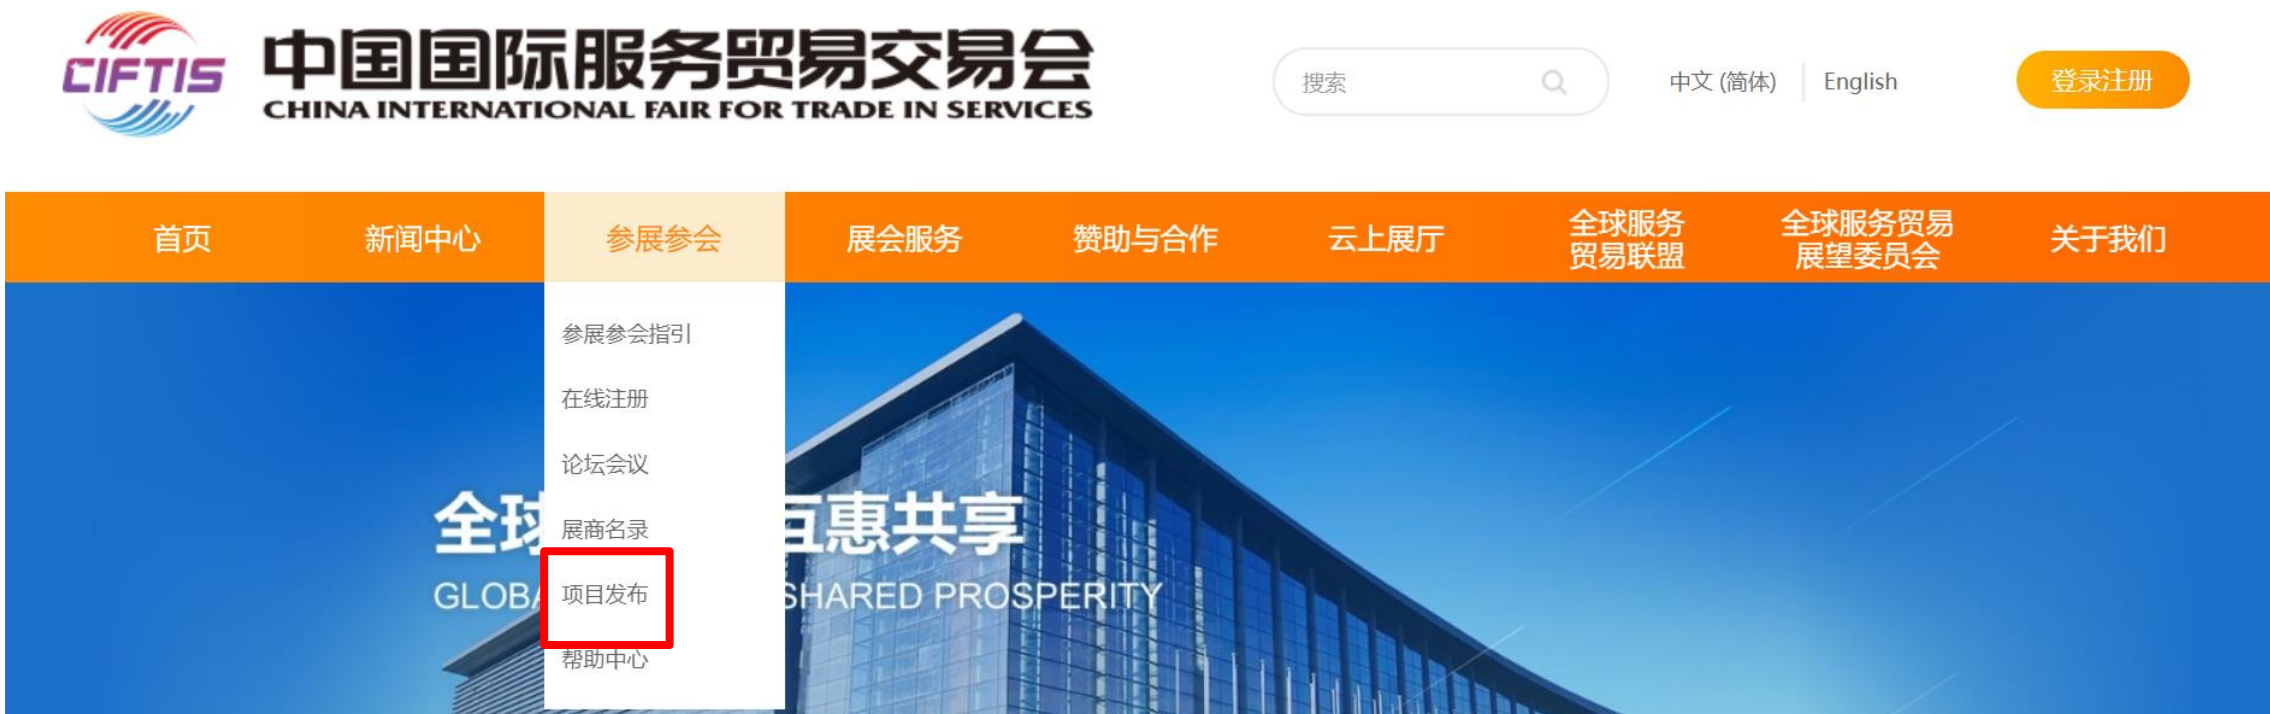 CIFTIS
中国国际服务贸易交易会
CHINA INTERNATIONAL FAIR FOR TRADE IN SERVICES
搜索
中文 (简体)
English
登录注册
首页
新闻中心
参展参会
展会服务
赞助与合作
云上展厅
全球服务
贸易联盟
全球服务贸易
展望委员会
关于我们
参展参会指引
在线注册
论坛会议
展商名录
项目发布
帮助中心
全球 互惠共享
GLOBA SHARED PROSPERITY